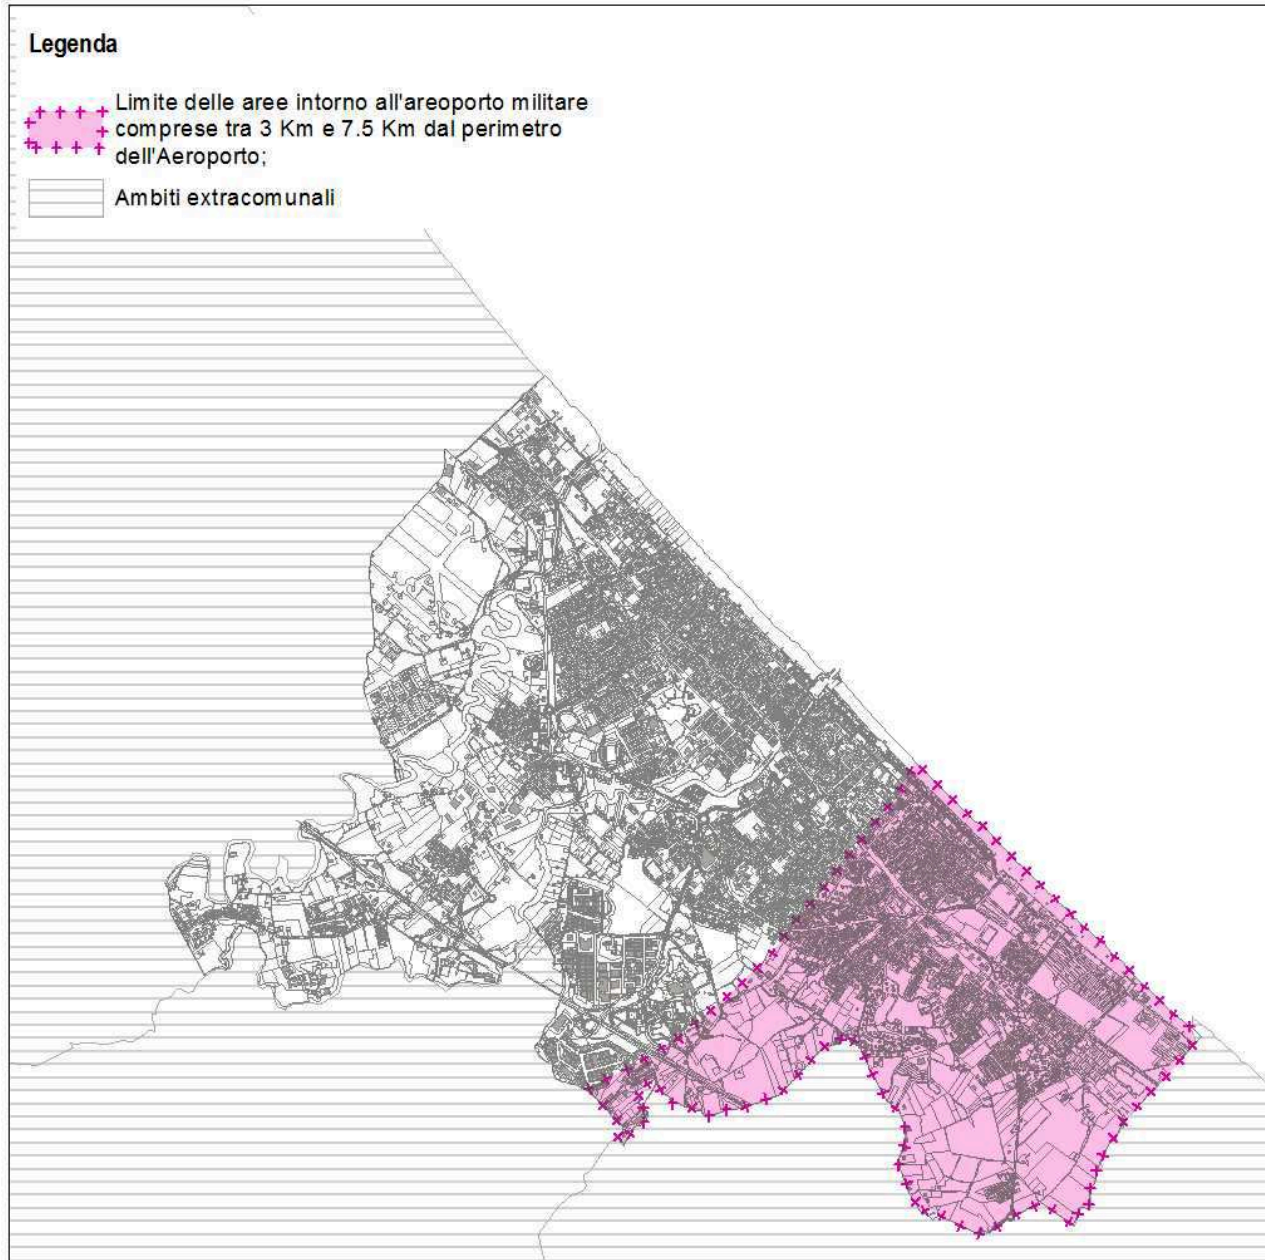 Legenda
Limite delle aree intorno all'areoporto militare
comprese tra 3 Km e 7.5 Km dal perimetro
dell'Aeroporto;
Ambiti extracomunali